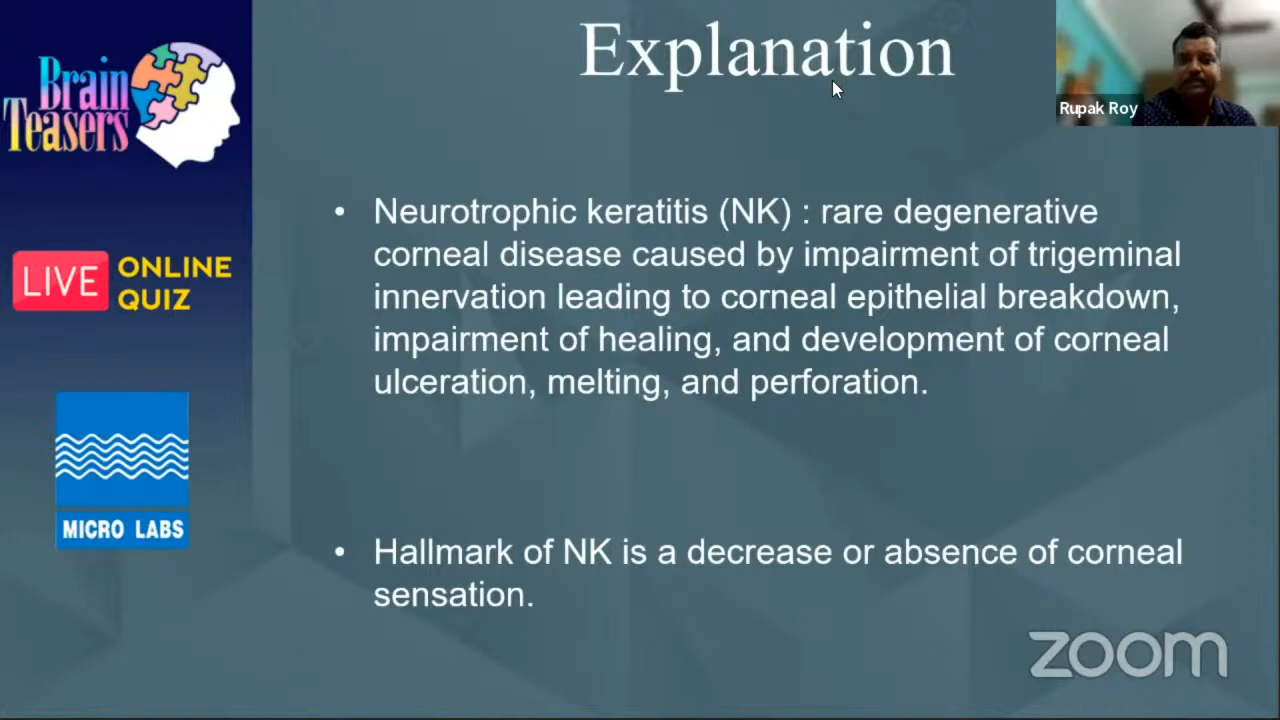 Explanation
Rupak Roy
Brain
Teasers
LIVE
ONLINE
QUIZ
MICRO LABS
• Neurotrophic keratitis (NK) : rare degenerative
corneal disease caused by impairment of trigeminal
innervation leading to corneal epithelial breakdown,
impairment of healing, and development of corneal
ulceration, melting, and perforation.
• Hallmark of NK is a decrease or absence of corneal
sensation.
zoom